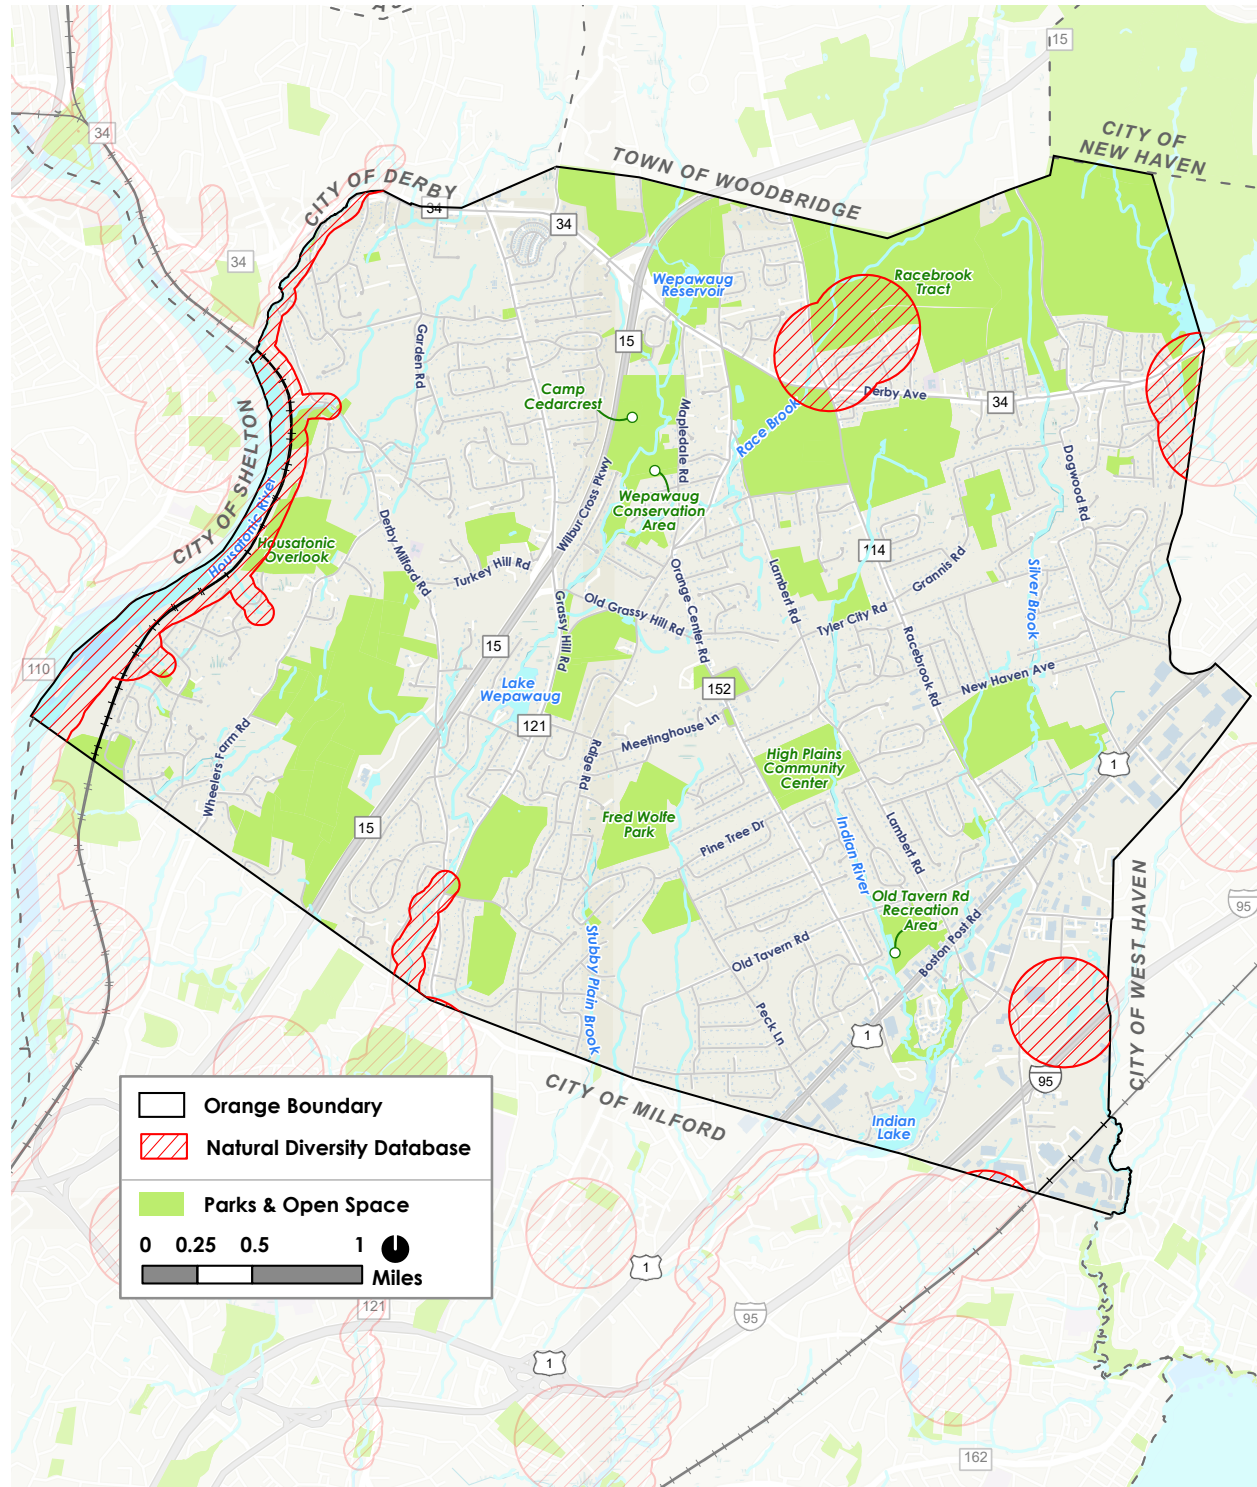 15
34
CITY OF
NEW HAVEN
TOWN OF WOODBRIDGE
CITY OF DERBY
34
34
34
Wepawaug
Reservoir
Racebrook
Tract
15
Garden Rd
Camp
Cedarcrest
Mapledale Rd
Race Brook
Derby Ave
34
CITY OF SHELTON
Housatonic River
Housatonic
Overlook
Derby Milford Rd
Wilbur Cross Pkwy
Wepawaug
Conservation
Area
Dogwood Rd
Turkey Hill Rd
Grassy Hill Rd
Old Grassy Hill Rd
Orange Center Rd
Lambert Rd
114
Grannis Rd
Silver Brook
Tyler City Rd
Racebrook Rd
New Haven Ave
15
110
Lake
Wepawaug
121
152
Meetinghouse Ln
Rdige Rd
Wheelers Farm Rd
High Plains
Community
Center
1
15
Fred Wolfe
Park
Pine Tree Dr
Indian River
Lambert Rd
Old Tavern Rd
Recreation
Area
Boston Post Rd
Old Tavern Rd
Stubby Plain Brook
Peck Ln
CITY OF WEST HAVEN
95
1
95
CITY OF MILFORD
Indian
Lake
Orange Boundary
Natural Diversity Database
Parks & Open Space
0 0.25 0.5 1
Miles
121
1
95
1
162